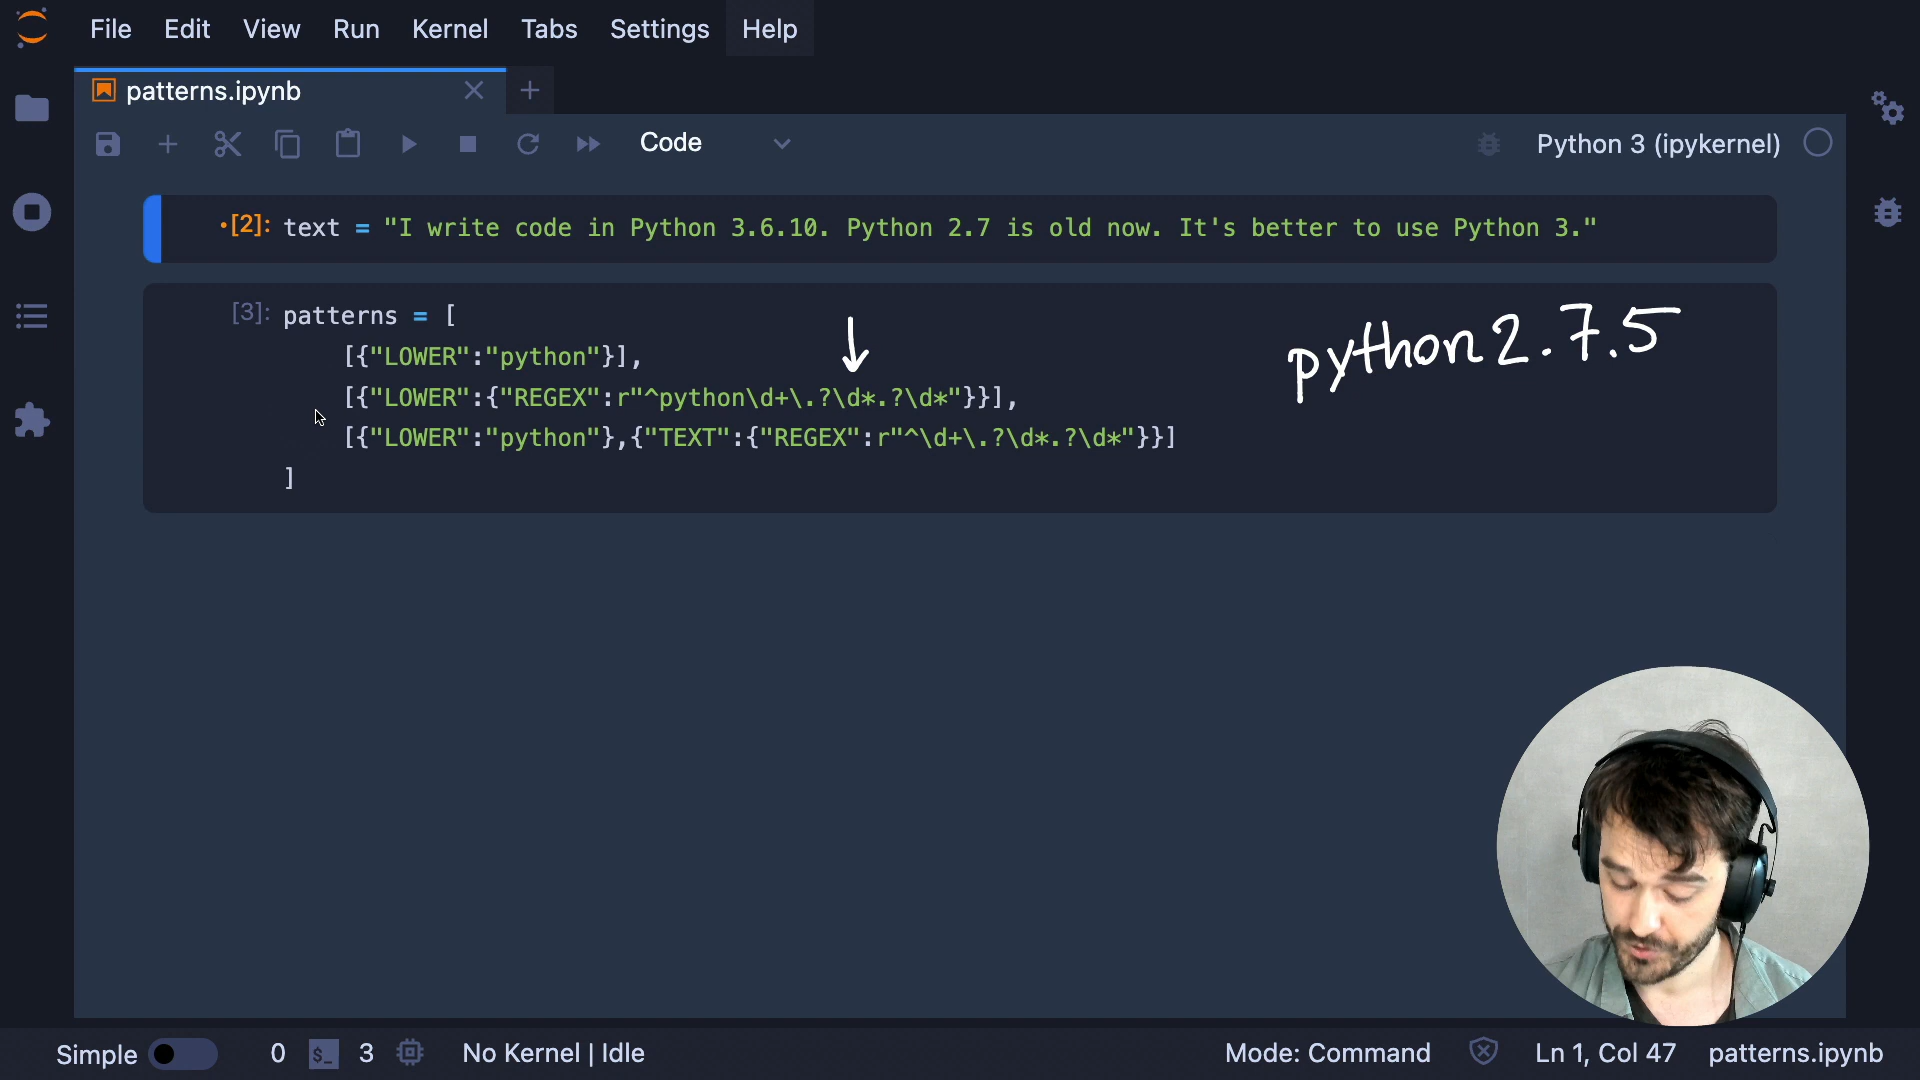 File Edit View Run Kernel Tabs Settings Help
patterns.ipynb
Code Python 3 (ipykernel)
[2]: text = "I write code in Python 3.6.10. Python 2.7 is old now. It's better to use Python 3."
[3]: patterns = [
[{"LOWER":"python"}],
[{"LOWER":{"REGEX":r"^python\d+\.?\d*.?\d*"}}],
[{"LOWER":"python"},{"TEXT":{"REGEX":r"^\d+\.?\d*.?\d*"}}]
]
python2.7.5
Simple 0 $_ 3 No Kernel | Idle Mode: Command Ln 1, Col 47 patterns.ipynb